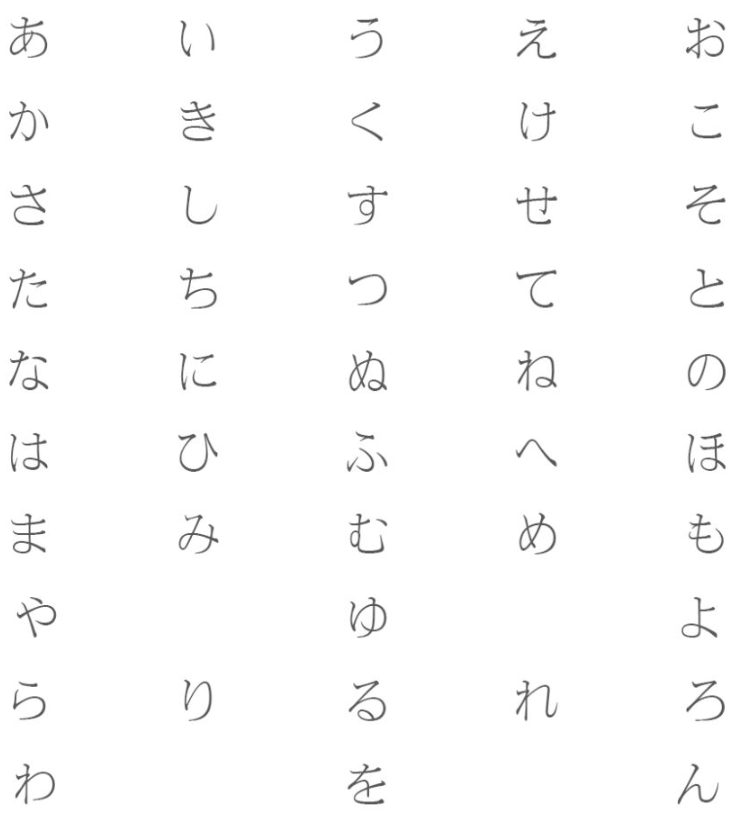 あ い う え お
か き く け こ
さ し す せ そ
た ち つ て と
な に ぬ ね の
は ひ ふ へ ほ
ま み む め も
や ゆ よ
ら り る れ ろ
わ を ん